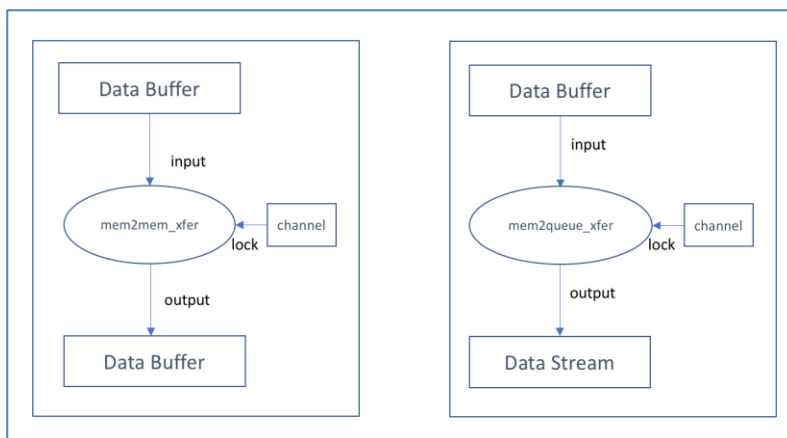 Data Buffer
input
mem2mem_xfer
channel
lock
output
Data Buffer
Data Buffer
input
mem2queue_xfer
channel
lock
output
Data Stream